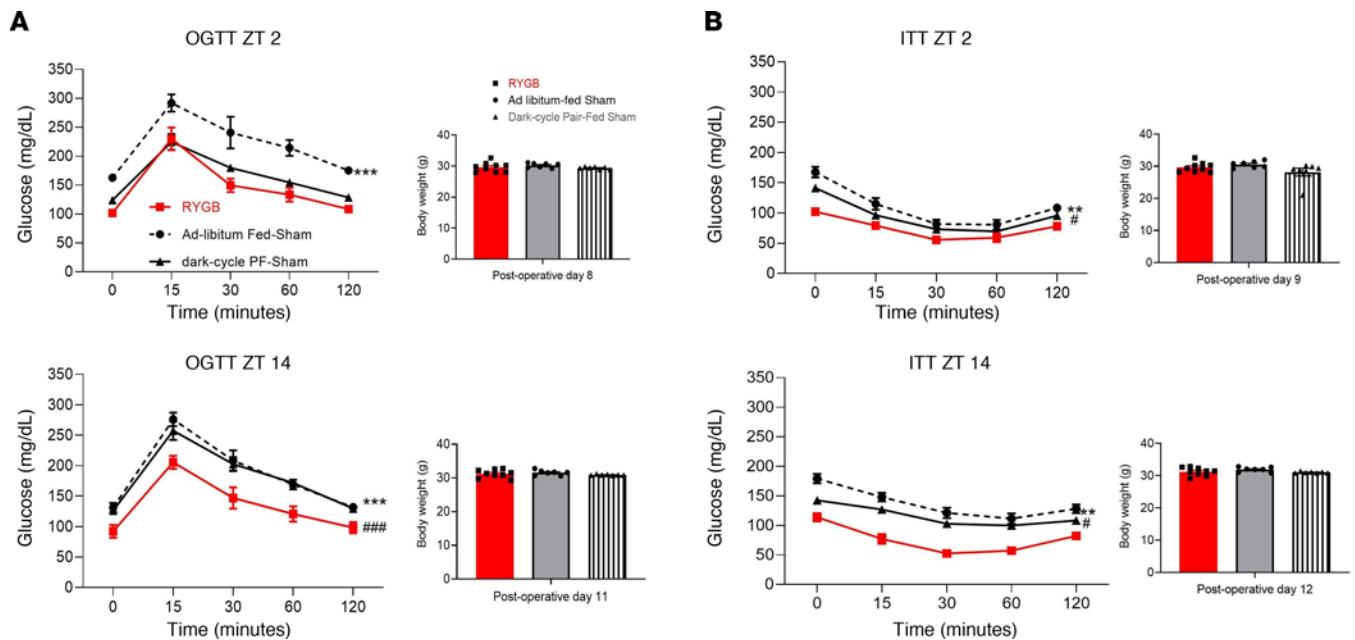 A
OGTT ZT 2
Glucose (mg/dL)
350
300
250
200
150
100
50
0
RYGB
Ad-libitum Fed-Sham
dark-cycle PF-Sham
***
0 15 30 60 120
Time (minutes)
RYGB
Ad libitum-fed Sham
Dark-cycle Pair-Fed Sham
Body weight (g)
40
30
20
10
0
Post-operative day 8
B
ITT ZT 2
Glucose (mg/dL)
350
300
250
200
150
100
50
0
**
#
0 15 30 60 120
Time (minutes)
Body weight (g)
40
30
20
10
0
Post-operative day 9
OGTT ZT 14
Glucose (mg/dL)
350
300
250
200
150
100
50
0
***
###
0 15 30 60 120
Time (minutes)
Body weight (g)
40
30
20
10
0
Post-operative day 11
ITT ZT 14
Glucose (mg/dL)
350
300
250
200
150
100
50
0
**
#
0 15 30 60 120
Time (minutes)
Body weight (g)
40
30
20
10
0
Post-operative day 12